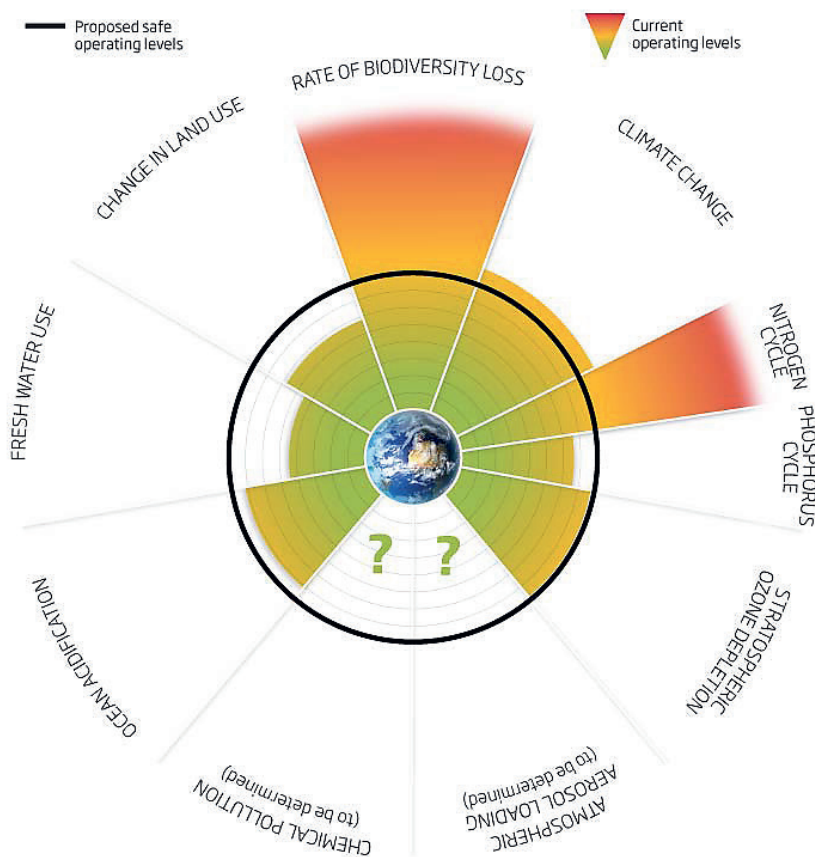 Proposed safe
operating levels
Current
operating levels
RATE OF BIODIVERSITY LOSS
CLIMATE CHANGE
NITROGEN
CYCLE
PHOSPHORUS
CYCLE
STRATOSPHERIC
OZONE DEPLETION
ATMOSPHERIC
AEROSOL LOADING
(to be determined)
CHEMICAL POLLUTION
(to be determined)
OCEAN ACIDIFICATION
FRESH WATER USE
CHANGE IN LAND USE
?
?